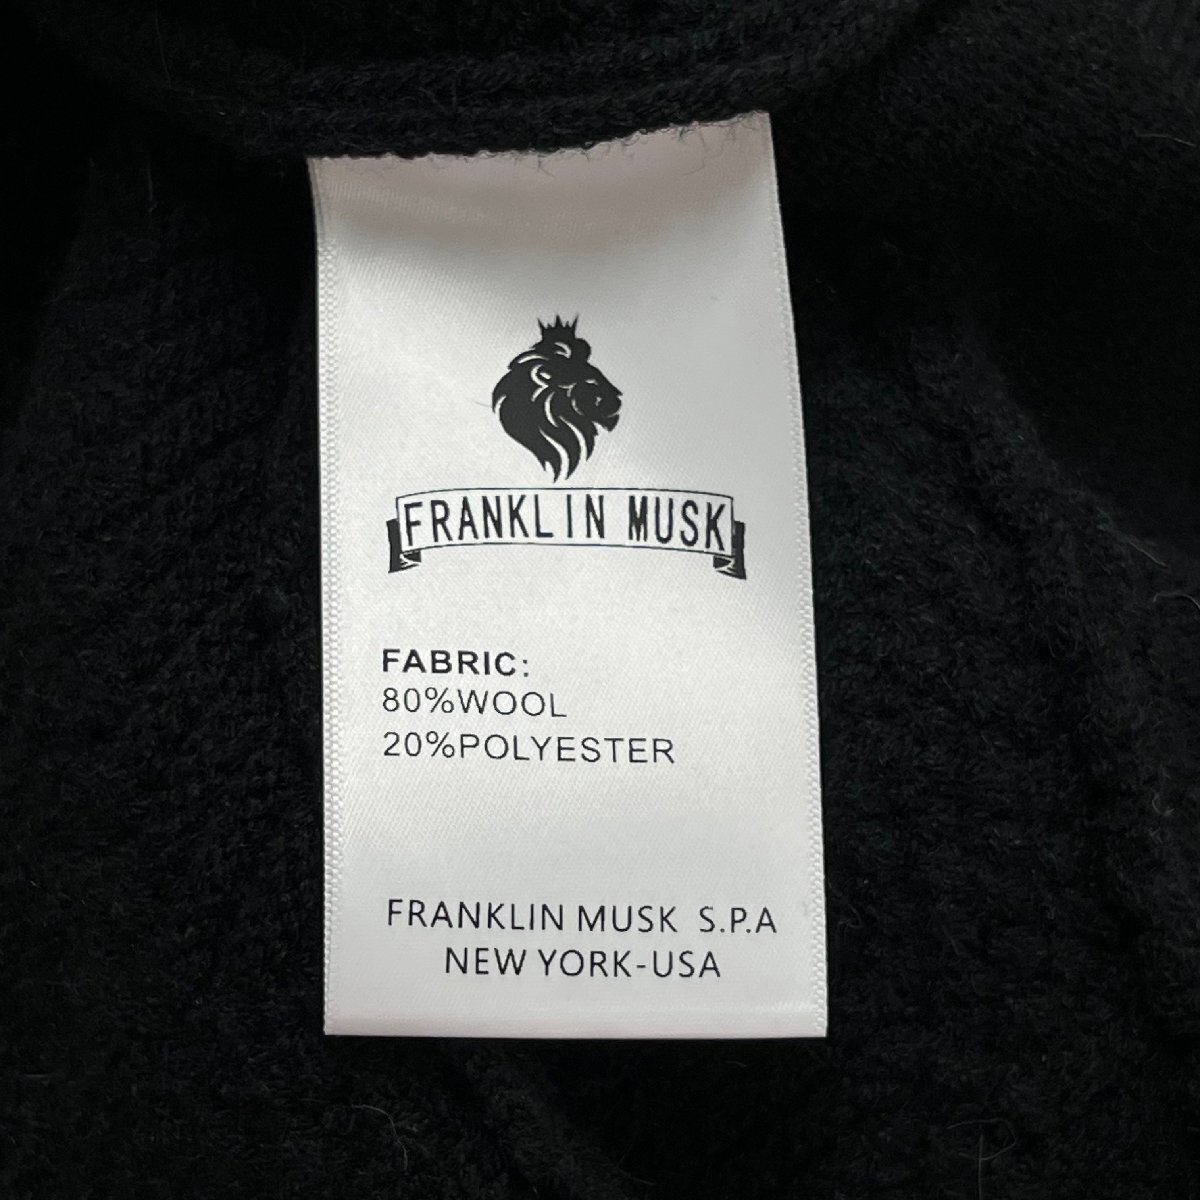 FRANKLIN MUSK
FABRIC:
80%WOOL
20%POLYESTER
FRANKLIN MUSK S.P.A
NEW YORK-USA